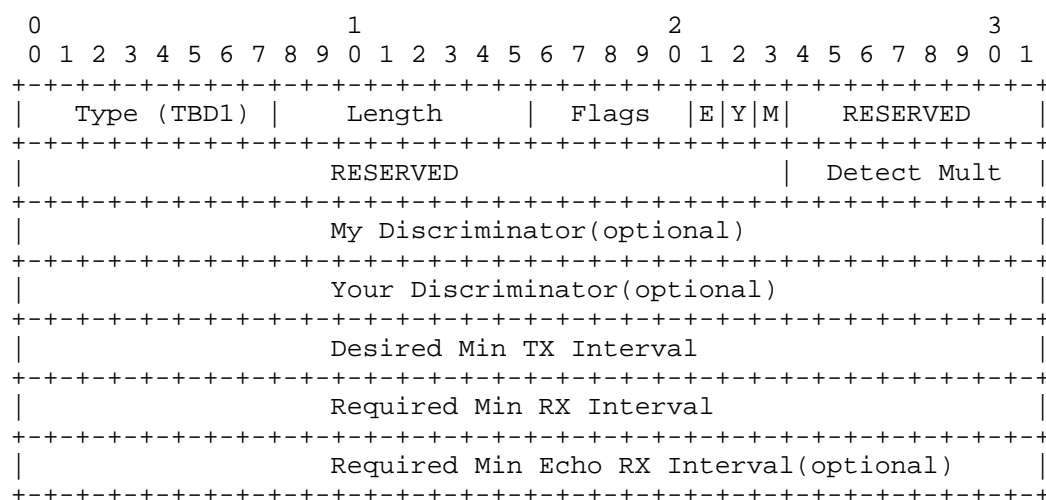 0                   1                   2                   3
 0 1 2 3 4 5 6 7 8 9 0 1 2 3 4 5 6 7 8 9 0 1 2 3 4 5 6 7 8 9 0 1
+-+-+-+-+-+-+-+-+-+-+-+-+-+-+-+-+-+-+-+-+-+-+-+-+-+-+-+-+-+-+-+-+
|   Type (TBD1) |    Length     |  Flags  |E|Y|M|   RESERVED    |
+-+-+-+-+-+-+-+-+-+-+-+-+-+-+-+-+-+-+-+-+-+-+-+-+-+-+-+-+-+-+-+-+
|                   RESERVED                    |  Detect Mult  |
+-+-+-+-+-+-+-+-+-+-+-+-+-+-+-+-+-+-+-+-+-+-+-+-+-+-+-+-+-+-+-+-+
|                   My Discriminator(optional)                  |
+-+-+-+-+-+-+-+-+-+-+-+-+-+-+-+-+-+-+-+-+-+-+-+-+-+-+-+-+-+-+-+-+
|                   Your Discriminator(optional)                |
+-+-+-+-+-+-+-+-+-+-+-+-+-+-+-+-+-+-+-+-+-+-+-+-+-+-+-+-+-+-+-+-+
|                   Desired Min TX Interval                     |
+-+-+-+-+-+-+-+-+-+-+-+-+-+-+-+-+-+-+-+-+-+-+-+-+-+-+-+-+-+-+-+-+
|                   Required Min RX Interval                    |
+-+-+-+-+-+-+-+-+-+-+-+-+-+-+-+-+-+-+-+-+-+-+-+-+-+-+-+-+-+-+-+-+
|                   Required Min Echo RX Interval(optional)     |
+-+-+-+-+-+-+-+-+-+-+-+-+-+-+-+-+-+-+-+-+-+-+-+-+-+-+-+-+-+-+-+-+